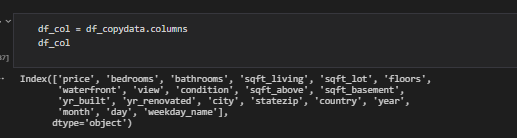 df_col = df_copydata.columns
df_col
Index(['price', 'bedrooms', 'bathrooms', 'sqft_living', 'sqft_lot', 'floors',
'waterfront', 'view', 'condition', 'sqft_above', 'sqft_basement',
'yr_built', 'yr_renovated', 'city', 'statezip', 'country', 'year',
'month', 'day', 'weekday_name'],
dtype='object')